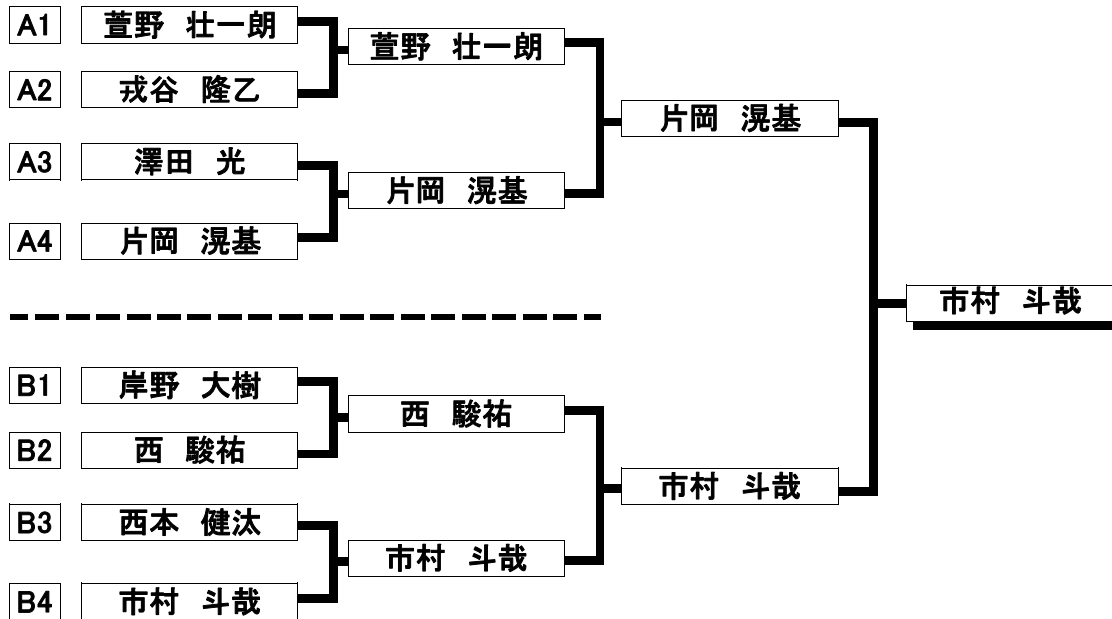 A1 萱野　壮一朗
萱野　壮一朗
A2 戎谷　隆乙
片岡　滉基
A3 澤田　光
片岡　滉基
A4 片岡　滉基
市村　斗哉
B1 岸野　大樹
西　駿祐
B2 西　駿祐
市村　斗哉
B3 西本　健汰
市村　斗哉
B4 市村　斗哉